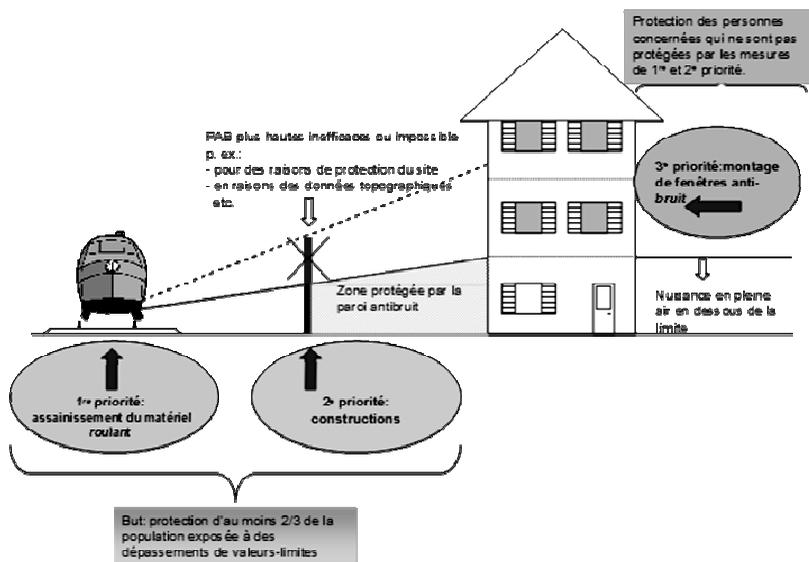 Protection des personnes
concernées qui ne sont pas
protégées par les mesures
de 1re et 2e priorité.
PAB plus hautes inefficaces ou impossible
p. ex.:
- pour des raisons de protection du site
- en raisons des données topographiqués
etc.
3e priorité:montage
de fenêtres anti-
bruit
Zone protégée par la
paroi antibruit
Nuisance en pleine
air en dessous de la
limite
1re priorité:
assainissement du matériel
roulant
2e priorité:
constructions
But: protection d'au moins 2/3 de la
population exposée à des
dépassements de valeurs-limites